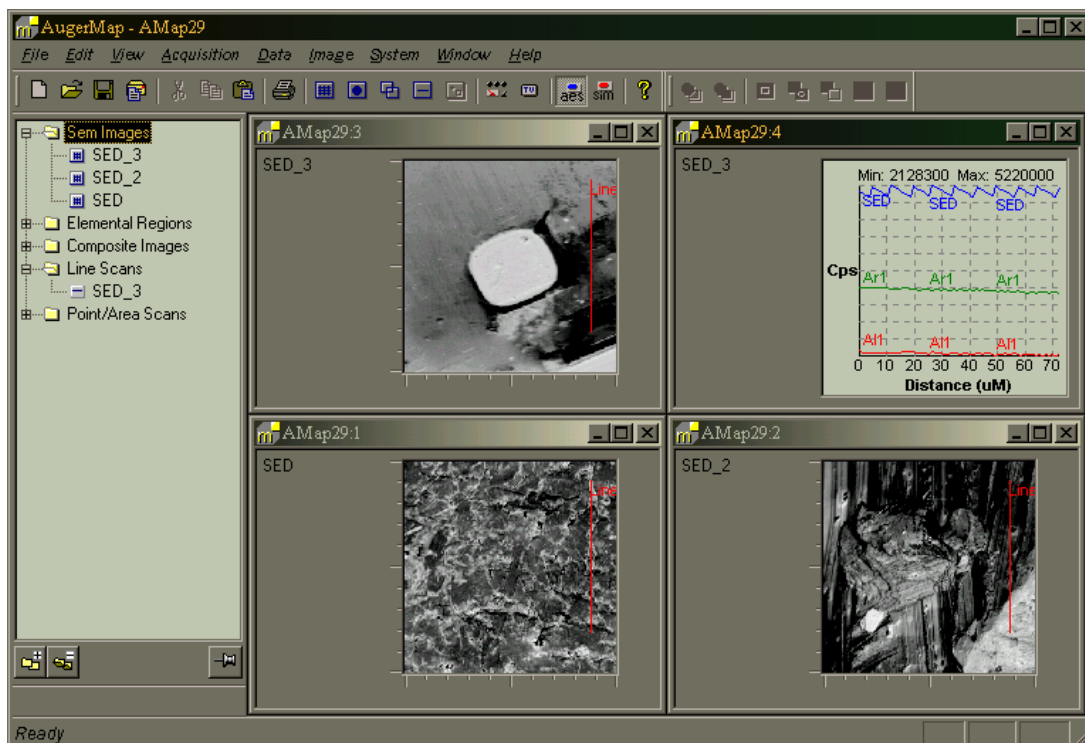 AugerMap - AMap29
File Edit View Acquisition Data Image System Window Help
TV aes sim ?
Sem Images
SED_3
SED_2
SED
Elemental Regions
Composite Images
Line Scans
SED_3
Point/Area Scans
AMap29:3
SED_3
Line
AMap29:4
SED_3
Min: 2128300 Max: 5220000
SED SED SED
Cps
Ar1 Ar1 Ar1
Al1 Al1 Al1
0 10 20 30 40 50 60 70
Distance (uM)
AMap29:1
SED
Line
AMap29:2
SED_2
Line
Ready